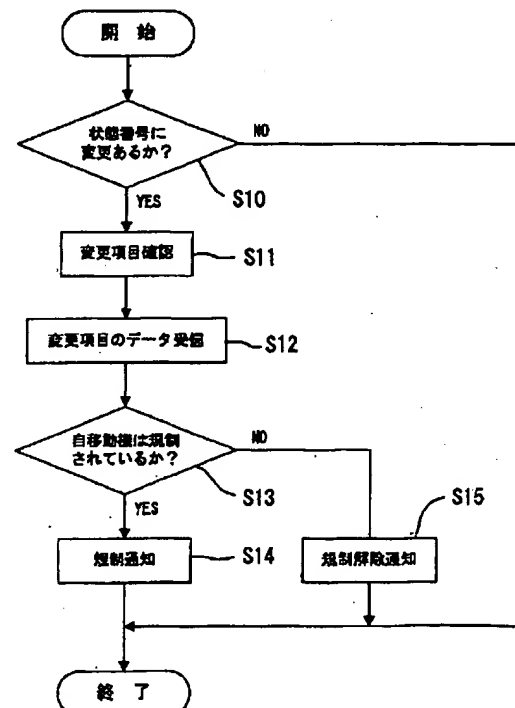 開 始
状態番号に
変更あるか？
NO
S10
YES
変更項目確認
S11
変更項目のデータ受信
S12
自移動機は規制
されているか？
NO
S13
YES
S15
規制通知
S14
規制解除通知
終 了